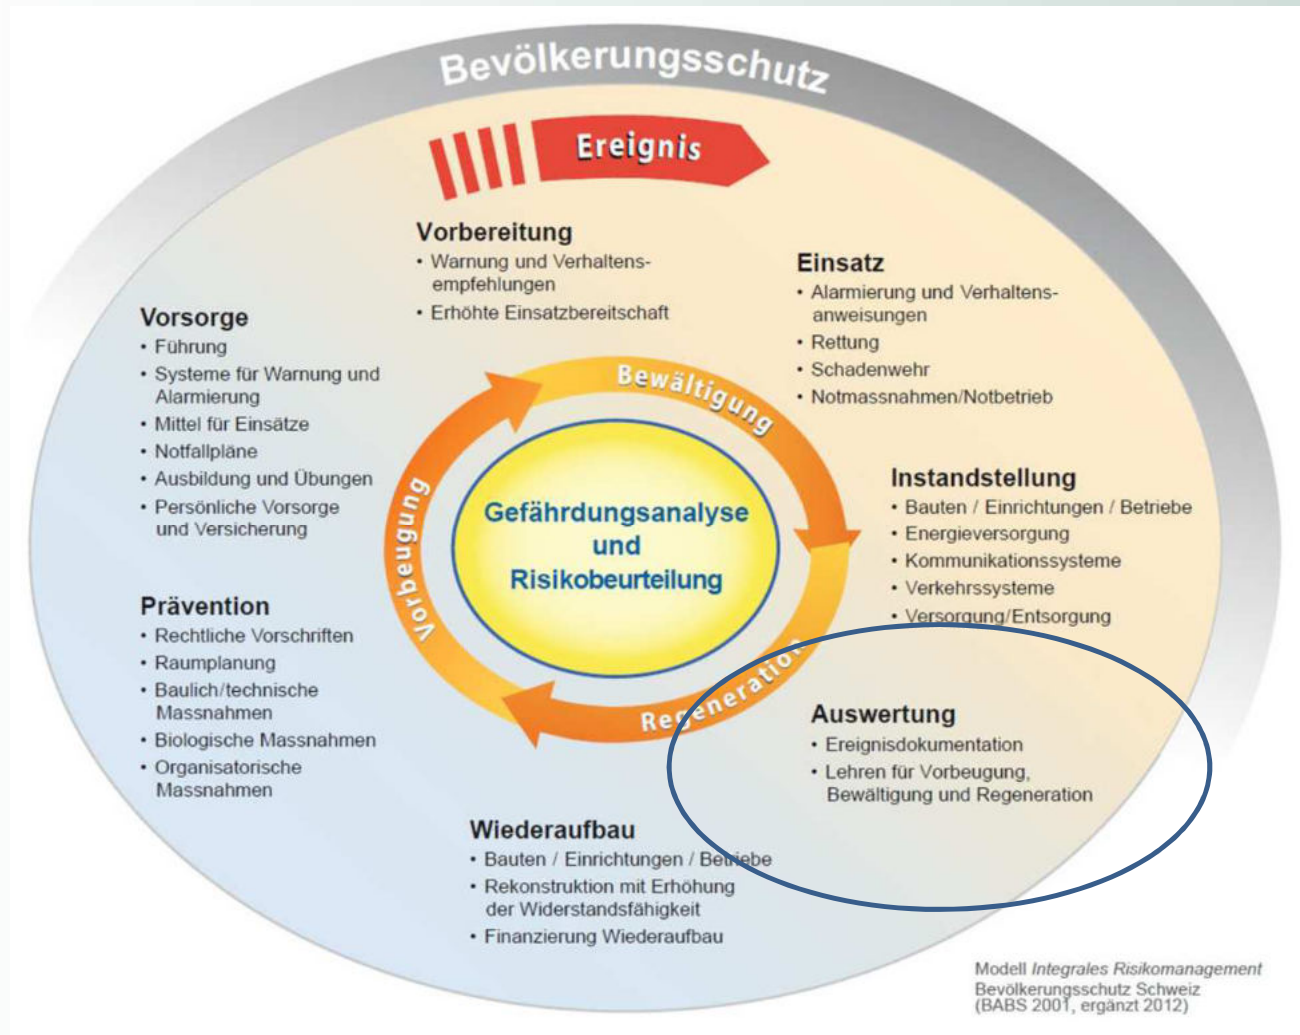 Bevölkerungsschutz
Ereignis
Vorbereitung
• Warnung und Verhaltens-
empfehlungen
• Erhöhte Einsatzbereitschaft
Einsatz
• Alarmierung und Verhaltens-
anweisungen
• Rettung
• Schadenwehr
• Notmassnahmen/Notbetrieb
Vorsorge
• Führung
• Systeme für Warnung und
Alarmierung
• Mittel für Einsätze
• Notfallpläne
• Ausbildung und Übungen
• Persönliche Vorsorge
und Versicherung
Bewältigung
Vorbeugung
Regeneration
Gefährdungsanalyse
und
Risikobeurteilung
Instandstellung
• Bauten / Einrichtungen / Betriebe
• Energieversorgung
• Kommunikationssysteme
• Verkehrssysteme
• Versorgung/Entsorgung
Prävention
• Rechtliche Vorschriften
• Raumplanung
• Baulich/technische
Massnahmen
• Biologische Massnahmen
• Organisatorische
Massnahmen
Auswertung
• Ereignisdokumentation
• Lehren für Vorbeugung,
Bewältigung und Regeneration
Wiederaufbau
• Bauten / Einrichtungen / Betriebe
• Rekonstruktion mit Erhöhung
der Widerstandsfähigkeit
• Finanzierung Wiederaufbau
Modell Integrales Risikomanagement
Bevölkerungsschutz Schweiz
(BABS 2001, ergänzt 2012)